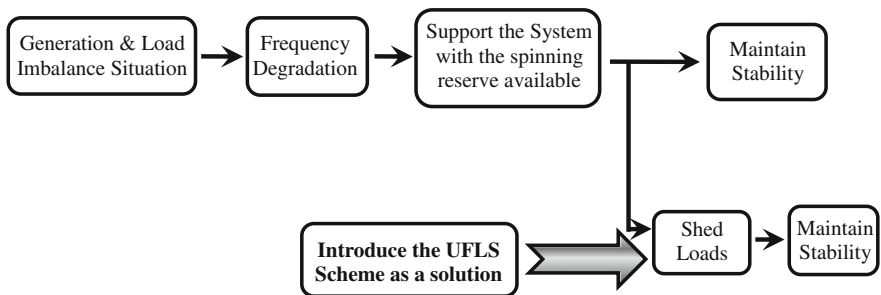 Generation & Load
Imbalance Situation
Frequency
Degradation
Support the System
with the spinning
reserve available
Maintain
Stability
Introduce the UFLS
Scheme as a solution
Shed
Loads
Maintain
Stability